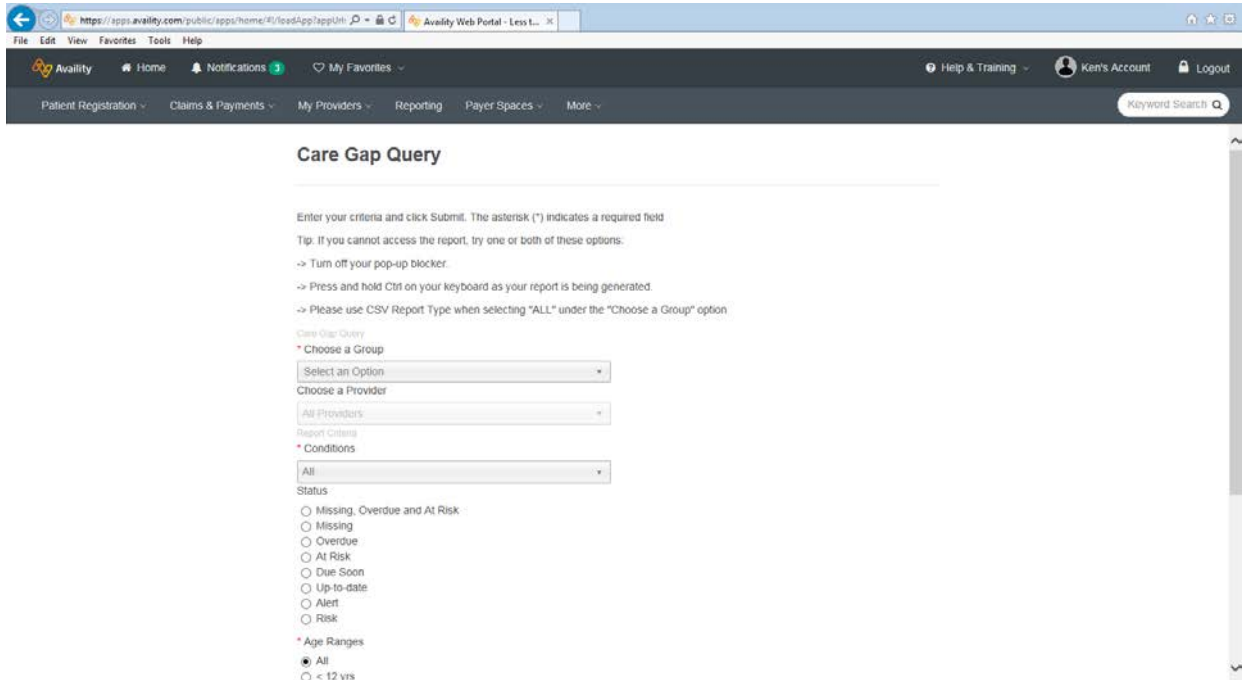 https://apps.availity.com/public/apps/home/#!/loadApp?appUrl
Availity Web Portal - Less t...
File Edit View Favorites Tools Help
Availity Home Notifications 3 My Favorites Help & Training Ken's Account Logout
Patient Registration Claims & Payments My Providers Reporting Payer Spaces More Keyword Search
Care Gap Query
Enter your criteria and click Submit. The asterisk (*) indicates a required field
Tip: If you cannot access the report, try one or both of these options:
-> Turn off your pop-up blocker.
-> Press and hold Ctrl on your keyboard as your report is being generated.
-> Please use CSV Report Type when selecting "ALL" under the "Choose a Group" option
Care Gap Query
* Choose a Group
Select an Option
Choose a Provider
All Providers
Report Criteria
* Conditions
All
Status
Missing, Overdue and At Risk
Missing
Overdue
At Risk
Due Soon
Up-to-date
Alert
Risk
* Age Ranges
All
< 12 yrs